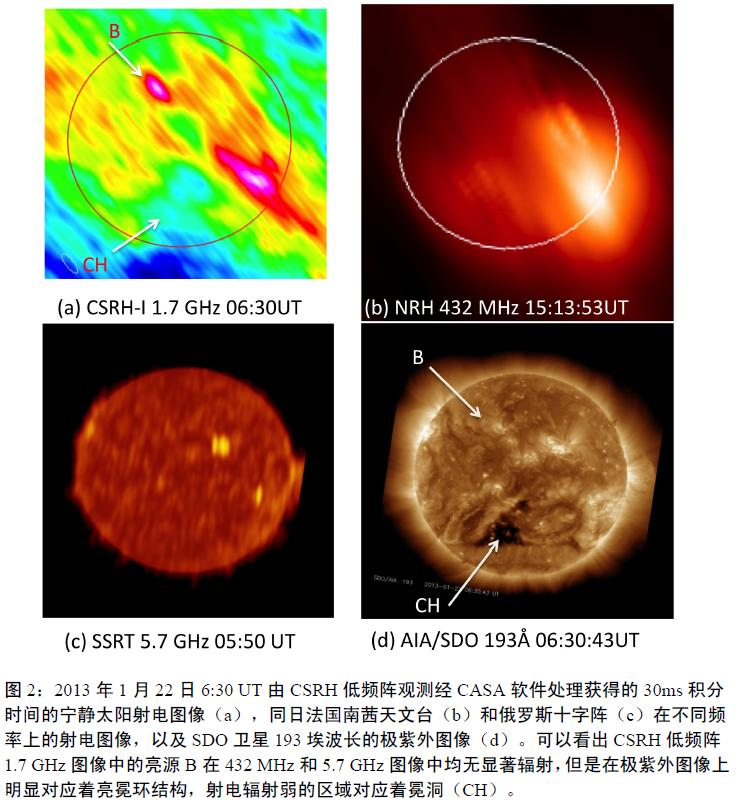 B
CH
(a) CSRH-I 1.7 GHz 06:30UT
(b) NRH 432 MHz 15:13:53UT
B
SDO/AIA 193 2013-01-22 06:30:43 UT
CH
(c) SSRT 5.7 GHz 05:50 UT
(d) AIA/SDO 193Å 06:30:43UT
图 2：2013 年 1 月 22 日 6:30 UT 由 CSRH 低频阵观测经 CASA 软件处理获得的 30ms 积分
时间的宁静太阳射电图像（a），同日法国南茜天文台（b）和俄罗斯十字阵（c）在不同频
率上的射电图像，以及 SDO 卫星 193 埃波长的极紫外图像（d）。可以看出 CSRH 低频阵
1.7 GHz 图像中的亮源 B 在 432 MHz 和 5.7 GHz 图像中均无显著辐射，但是在极紫外图像上
明显对应着亮冕环结构，射电辐射弱的区域对应着冕洞（CH）。